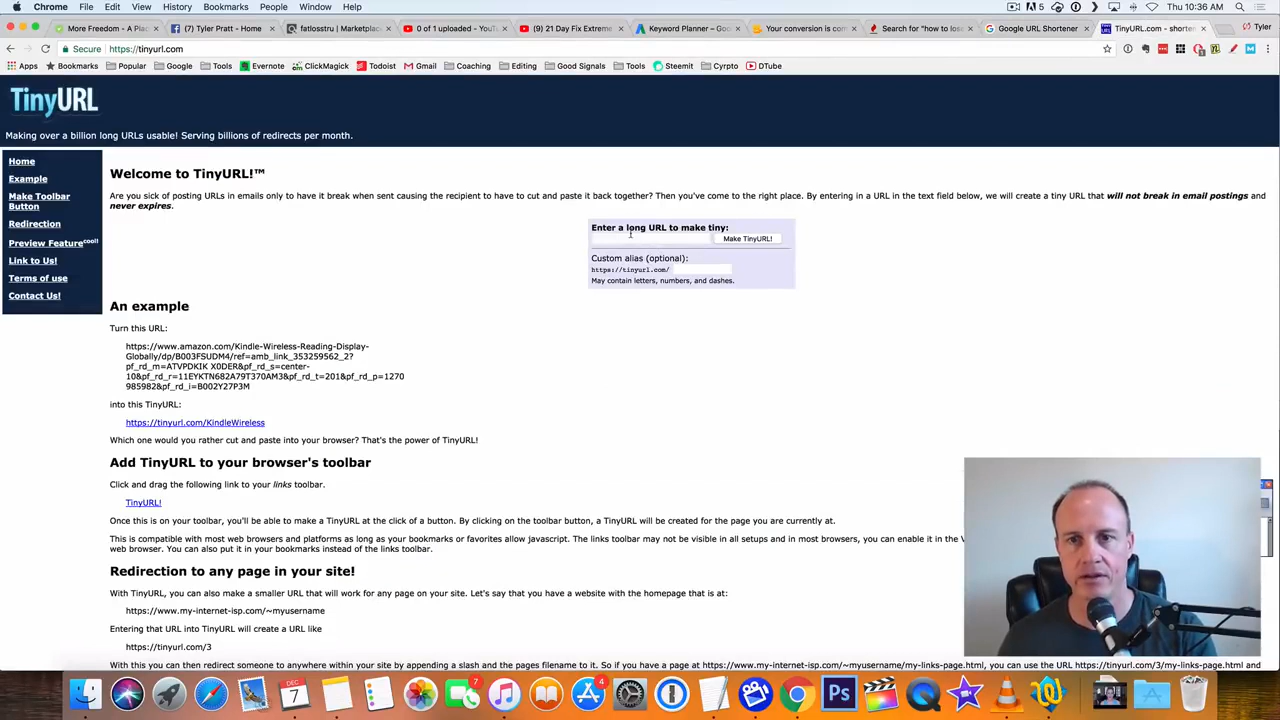 Chrome File Edit View History Bookmarks People Window Help
5 Thu 10:36 AM
More Freedom - A Pla
(7) Tyler Pratt - Home
fatlosstru | Marketplace
0 of 1 uploaded - YouTu
(9) 21 Day Fix Extreme
Keyword Planner – Goo
Your conversion is com
Search for "how to los
Google URL Shortener
TinyURL.com - shorten
Tyler
Secure https://tinyurl.com
Apps Bookmarks Popular Google Tools Evernote ClickMagick Todoist Gmail Coaching Editing Good Signals Tools Steemit Cyrpto DTube
TinyURL
Making over a billion long URLs usable! Serving billions of redirects per month.
Home
Example
Make Toolbar
Button
Redirection
Preview Feature cool!
Link to Us!
Terms of use
Contact Us!
Welcome to TinyURL!™
Are you sick of posting URLs in emails only to have it break when sent causing the recipient to have to cut and paste it back together? Then you've come to the right place. By entering in a URL in the text field below, we will create a tiny URL that will not break in email postings and
never expires.
Enter a long URL to make tiny:
Make TinyURL!
Custom alias (optional):
https://tinyurl.com/
May contain letters, numbers, and dashes.
An example
Turn this URL:
https://www.amazon.com/Kindle-Wireless-Reading-Display-
Globally/dp/B003FSUDM4/ref=amb_link_353259562_2?
pf_rd_m=ATVPDKIK X0DER&pf_rd_s=center-
10&pf_rd_r=11EYKTN682A79T370AM3&pf_rd_t=201&pf_rd_p=1270
985982&pf_rd_i=B002Y27P3M
into this TinyURL:
https://tinyurl.com/KindleWireless
Which one would you rather cut and paste into your browser? That's the power of TinyURL!
Add TinyURL to your browser's toolbar
Click and drag the following link to your links toolbar.
TinyURL!
Once this is on your toolbar, you'll be able to make a TinyURL at the click of a button. By clicking on the toolbar button, a TinyURL will be created for the page you are currently at.
This is compatible with most web browsers and platforms as long as your bookmarks or favorites allow javascript. The links toolbar may not be visible in all setups and in most browsers, you can enable it in the V
web browser. You can also put it in your bookmarks instead of the links toolbar.
Redirection to any page in your site!
With TinyURL, you can also make a smaller URL that will work for any page on your site. Let's say that you have a website with the homepage that is at:
https://www.my-internet-isp.com/~myusername
Entering that URL into TinyURL will create a URL like
https://tinyurl.com/3
With this you can then redirect someone to anywhere within your site by appending a slash and the pages filename to it. So if you have a page at https://www.my-internet-isp.com/~myusername/my-links-page.html, you can use the URL https://tinyurl.com/3/my-links-page.html and
DEC
7
7
4
Ps